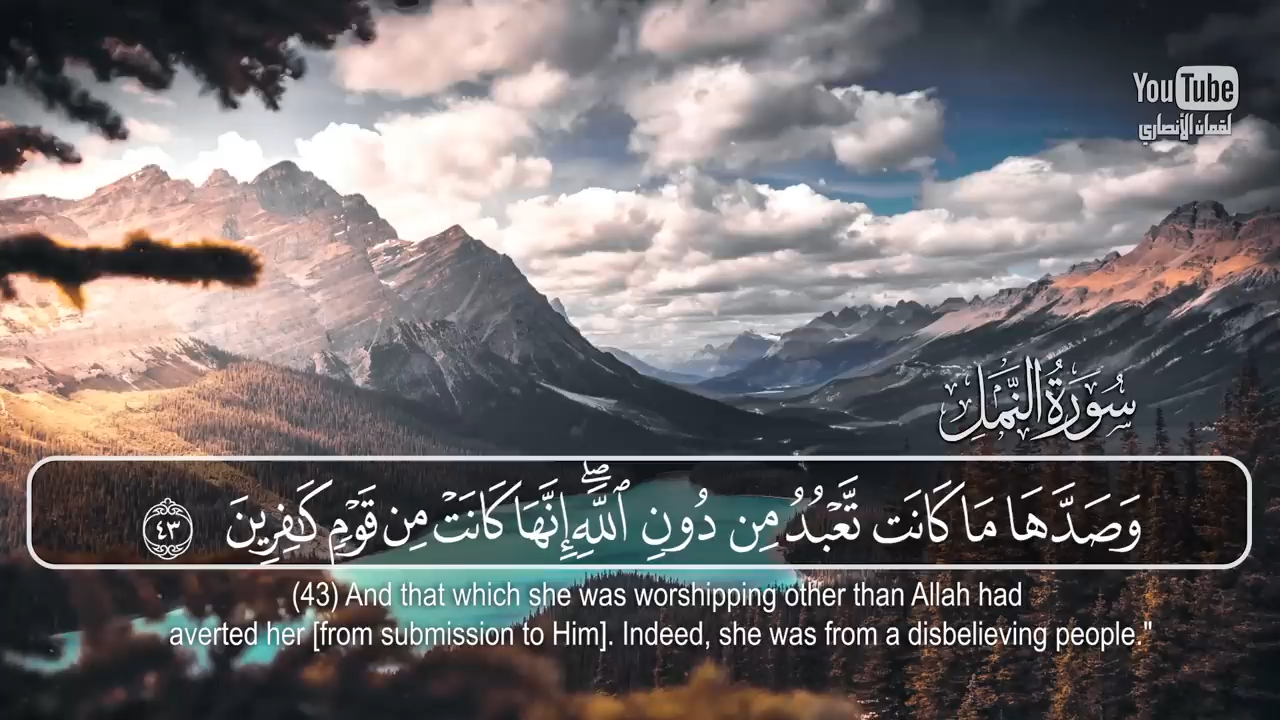 YouTube
لقمان الأنصاري
سُورَةُ النَّمْلِ
وَصَدَّهَا مَا كَانَت تَّعْبُدُ مِن دُونِ ٱللَّهِۖ إِنَّهَا كَانَتْ مِن قَوْمٍ كَـٰفِرِينَ ٤٣
(43) And that which she was worshipping other than Allah had
averted her [from submission to Him]. Indeed, she was from a disbelieving people."